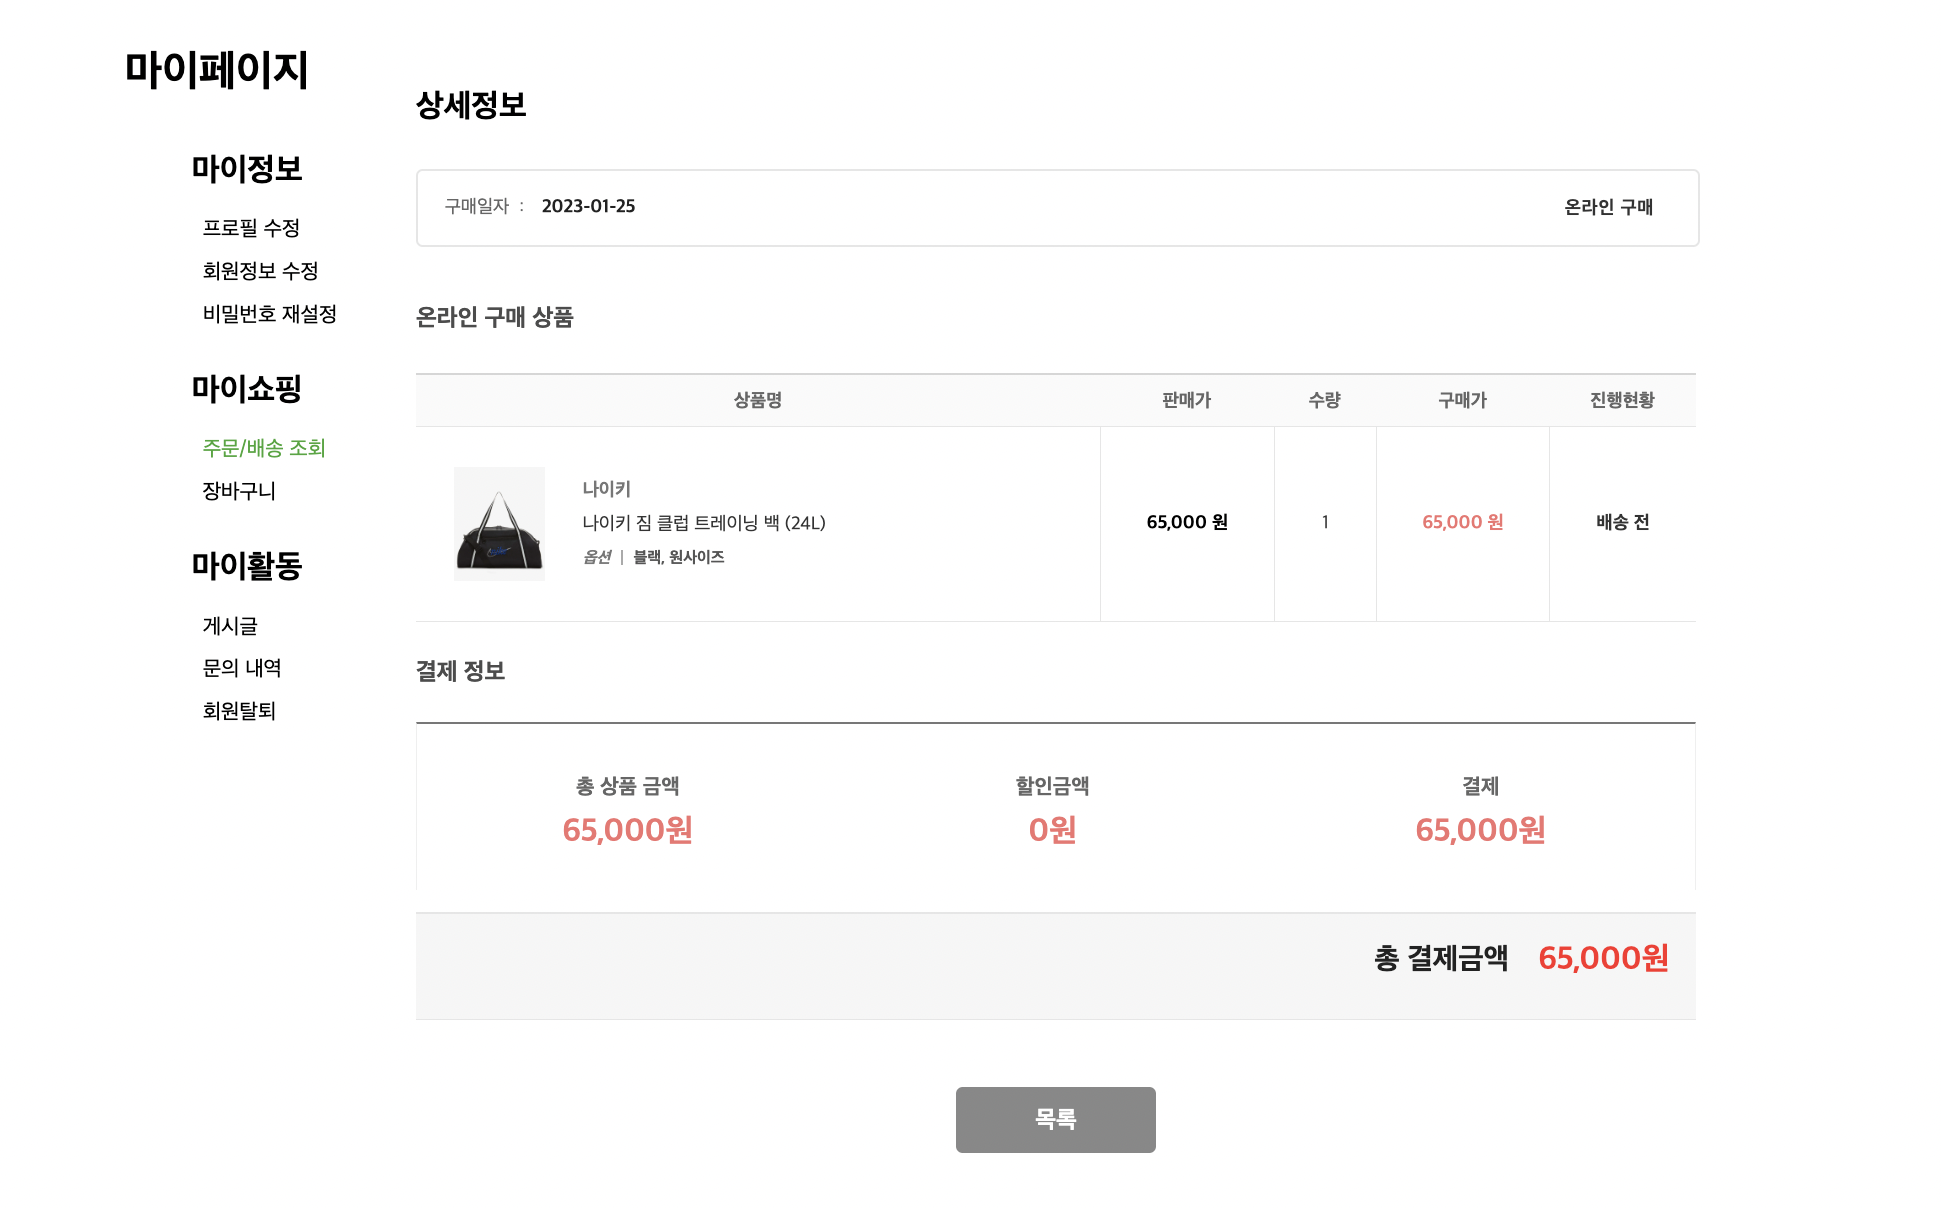 마이페이지
마이정보
프로필 수정
회원정보 수정
비밀번호 재설정
마이쇼핑
주문/배송 조회
장바구니
마이활동
게시글
문의 내역
회원탈퇴
상세정보
구매일자 : 2023-01-25 온라인 구매
온라인 구매 상품
상품명 판매가 수량 구매가 진행현황
나이키
나이키 짐 클럽 트레이닝 백 (24L)
옵션 | 블랙, 원사이즈
65,000 원 1 65,000 원 배송 전
결제 정보
총 상품 금액 할인금액 결제
65,000원 0원 65,000원
총 결제금액 65,000원
목록